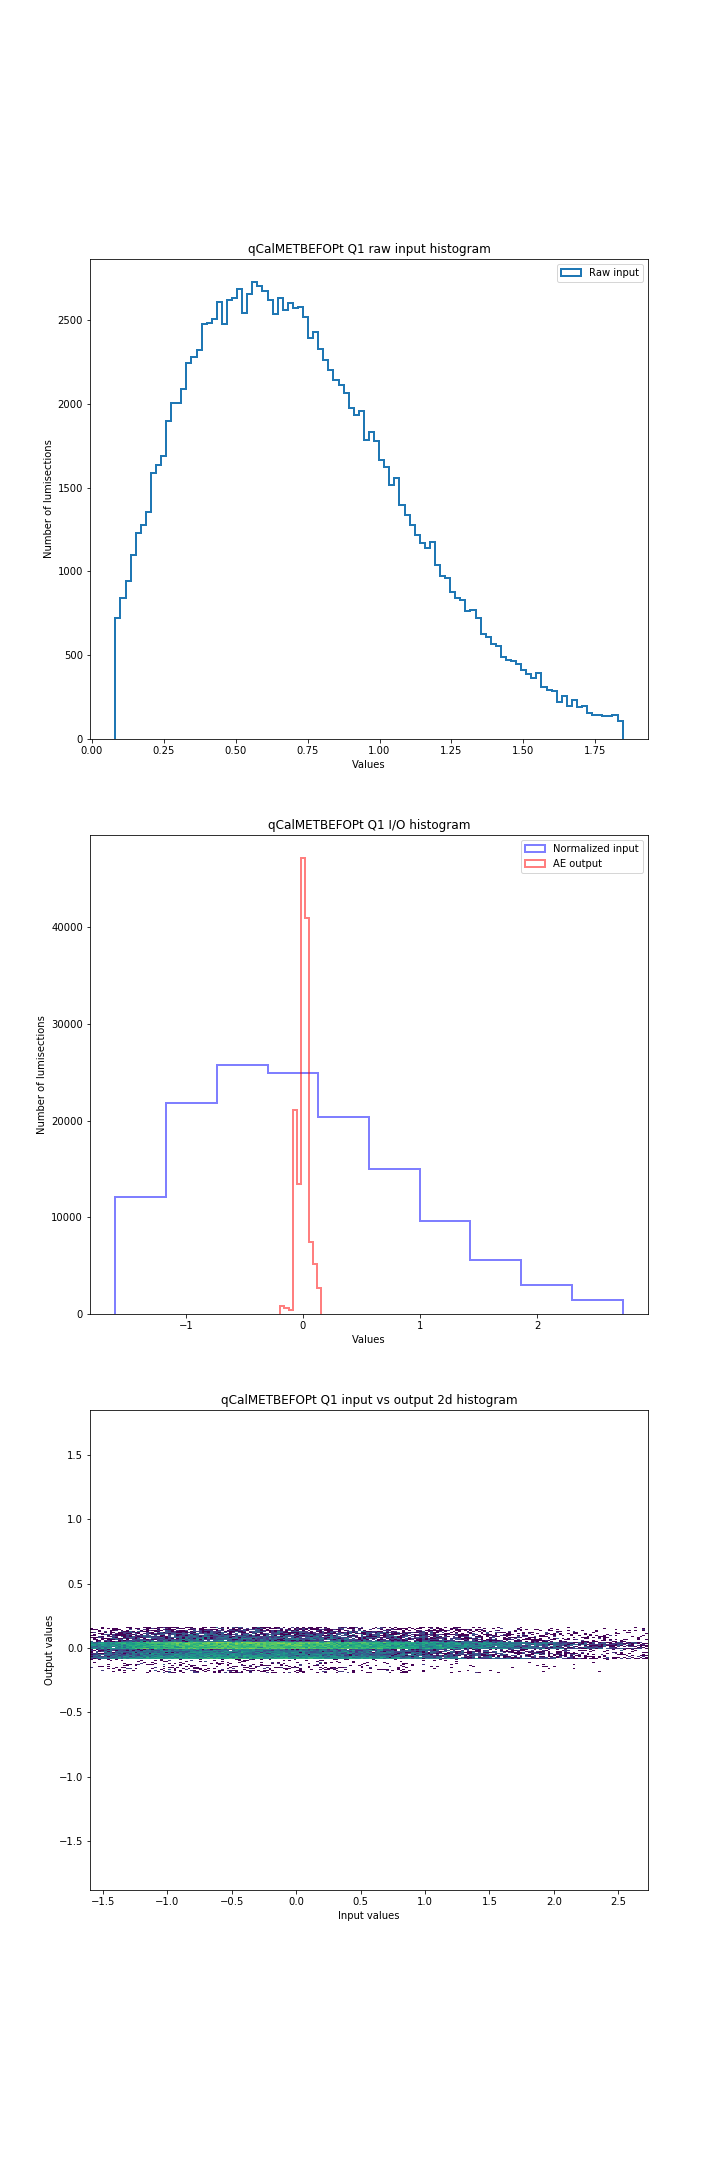 qCalMETBEFOPt Q1 raw input histogram
Raw input
2500
2000
1500
1000
500
0
Number of lumisections
0.00 0.25 0.50 0.75 1.00 1.25 1.50 1.75
Values
qCalMETBEFOPt Q1 I/O histogram
Normalized input
AE output
40000
30000
20000
10000
0
Number of lumisections
−1 0 1 2
Values
qCalMETBEFOPt Q1 input vs output 2d histogram
1.5
1.0
0.5
0.0
−0.5
−1.0
−1.5
Output values
−1.5 −1.0 −0.5 0.0 0.5 1.0 1.5 2.0 2.5
Input values